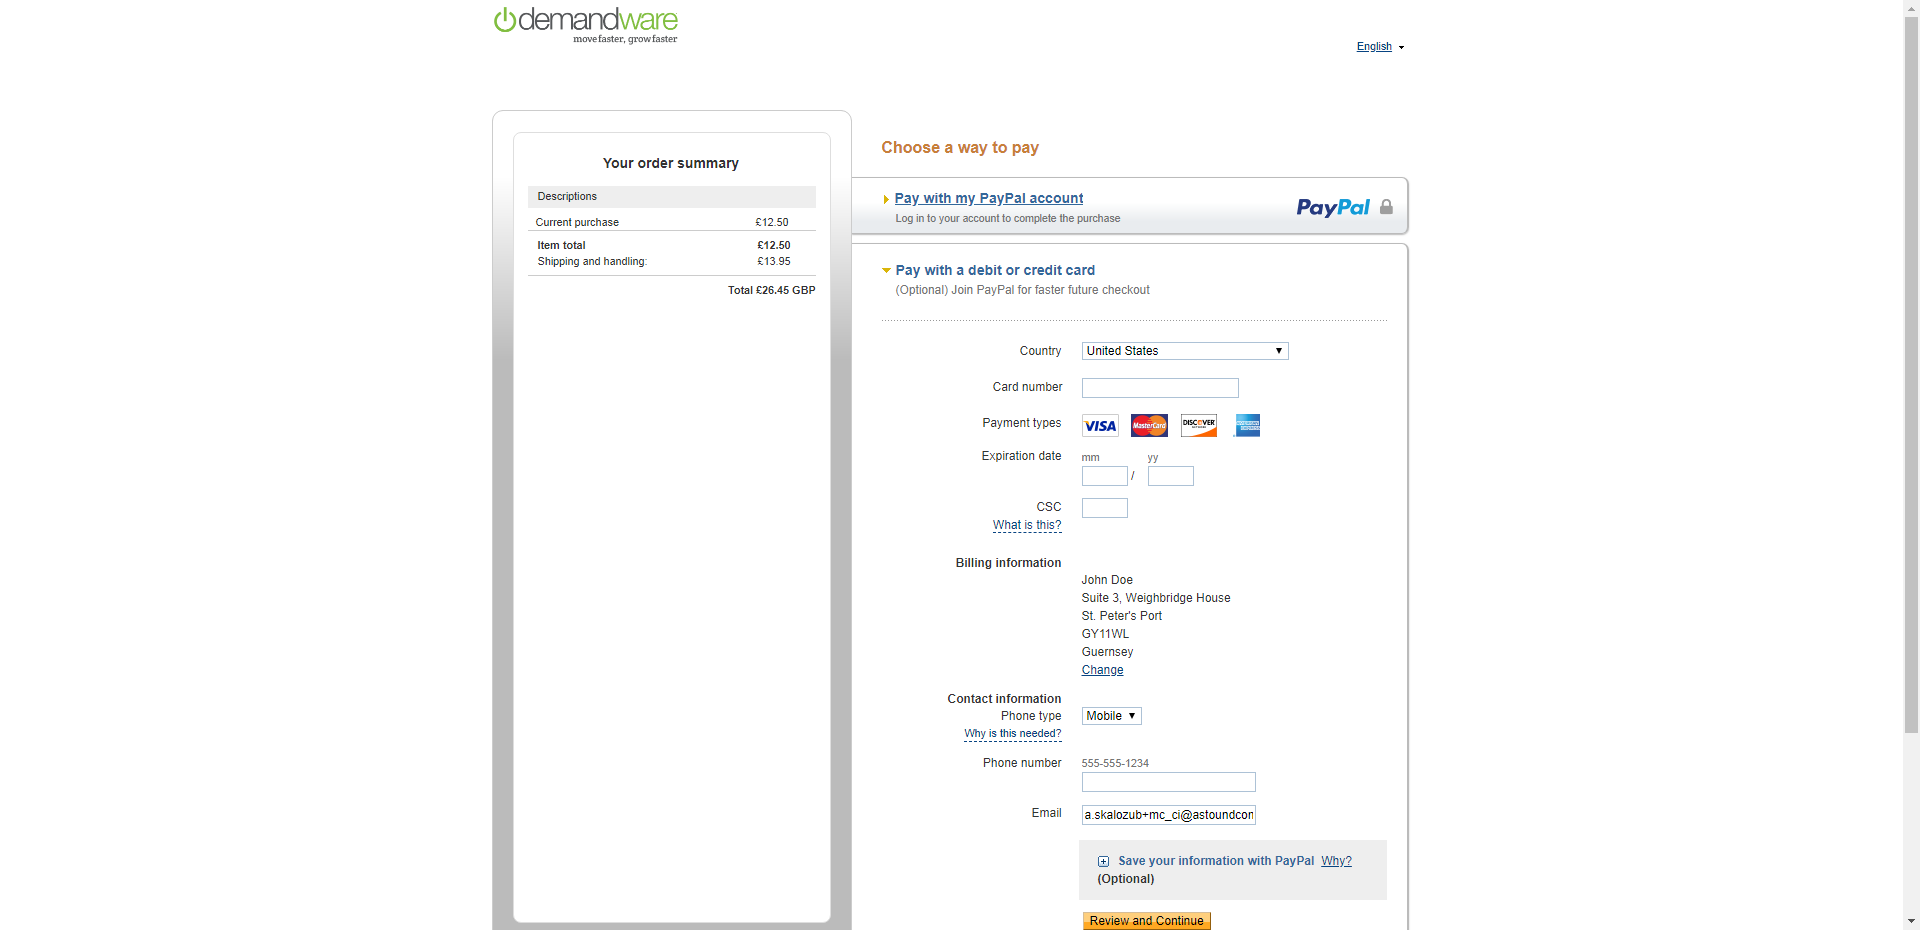 demandware
move faster, grow faster
English
Your order summary
Descriptions
Current purchase £12.50
Item total £12.50
Shipping and handling: £13.95
Total £26.45 GBP
Choose a way to pay
Pay with my PayPal account
Log in to your account to complete the purchase
PayPal
Pay with a debit or credit card
(Optional) Join PayPal for faster future checkout
Country United States
Card number
Payment types VISA MasterCard DISCOVER
Expiration date mm yy
/
CSC
What is this?
Billing information
John Doe
Suite 3, Weighbridge House
St. Peter's Port
GY11WL
Guernsey
Change
Contact information
Phone type Mobile
Why is this needed?
Phone number 555-555-1234
Email a.skalozub+mc_ci@astoundcon
Save your information with PayPal Why?
(Optional)
Review and Continue